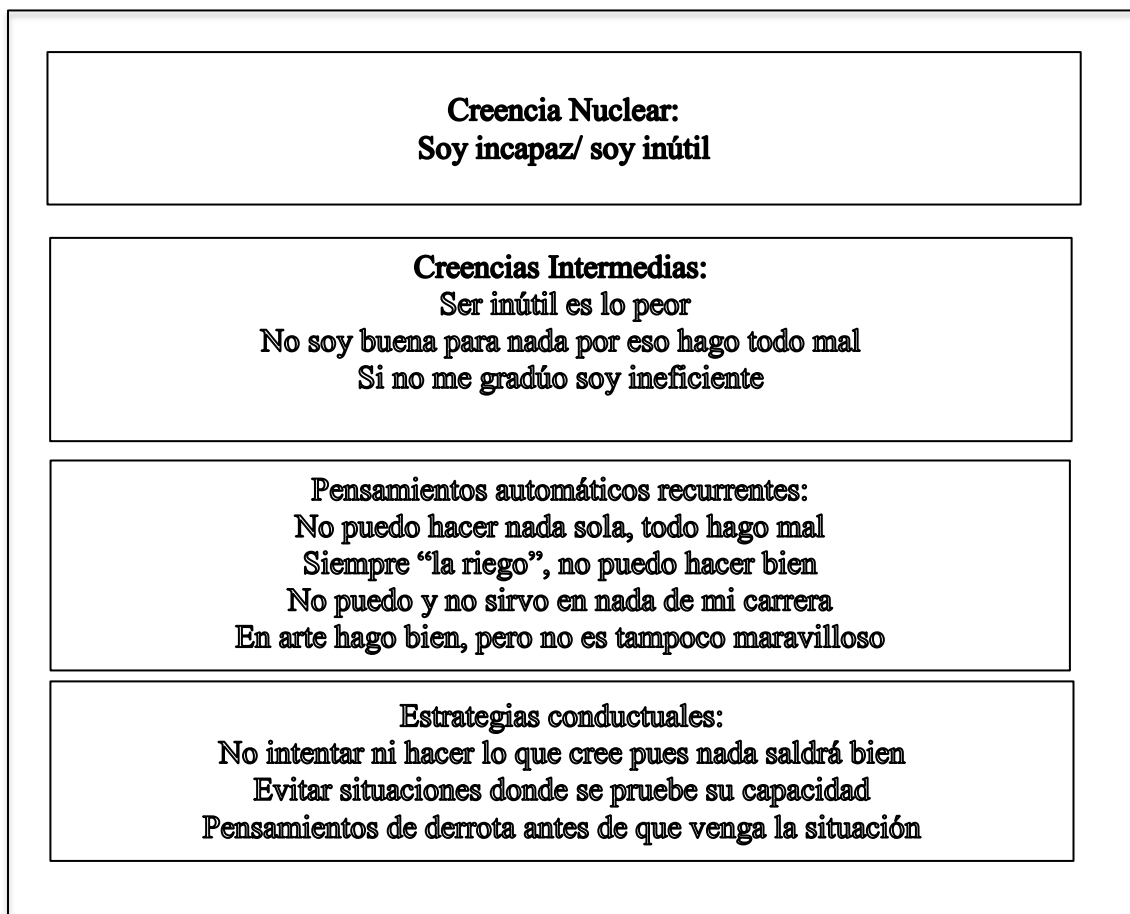 Creencia Nuclear:
Soy incapaz/ soy inútil
Creencias Intermedias:
Ser inútil es lo peor
No soy buena para nada por eso hago todo mal
Si no me gradúo soy ineficiente
Pensamientos automáticos recurrentes:
No puedo hacer nada sola, todo hago mal
Siempre “la riego”, no puedo hacer bien
No puedo y no sirvo en nada de mi carrera
En arte hago bien, pero no es tampoco maravilloso
Estrategias conductuales:
No intentar ni hacer lo que cree pues nada saldrá bien
Evitar situaciones donde se pruebe su capacidad
Pensamientos de derrota antes de que venga la situación